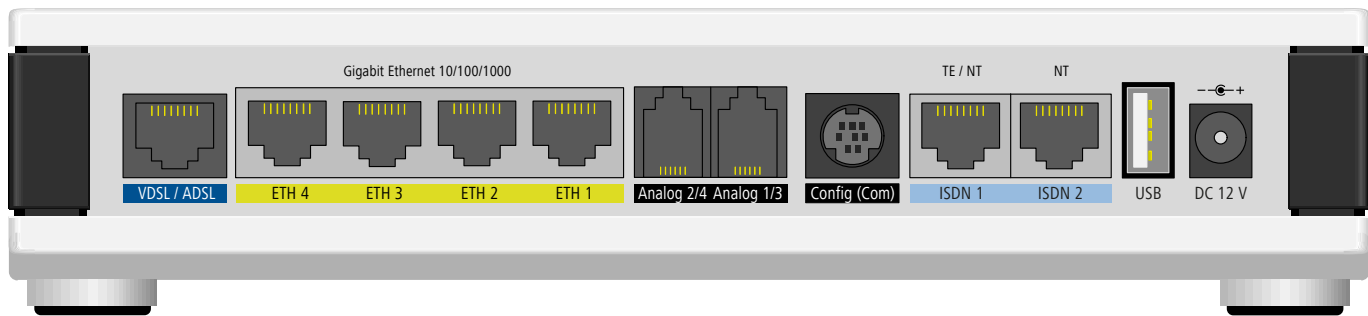 Gigabit Ethernet 10/100/1000
TE / NT
NT
VDSL / ADSL
ETH 4
ETH 3
ETH 2
ETH 1
Analog 2/4
Analog 1/3
Config (Com)
ISDN 1
ISDN 2
USB
DC 12 V